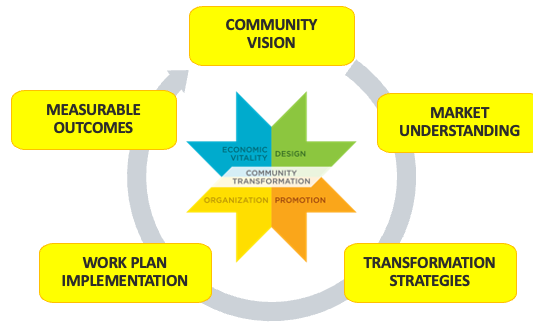 COMMUNITY
VISION
MEASURABLE
OUTCOMES
MARKET
UNDERSTANDING
ECONOMIC
VITALITY
DESIGN
COMMUNITY
TRANSFORMATION
ORGANIZATION
PROMOTION
WORK PLAN
IMPLEMENTATION
TRANSFORMATION
STRATEGIES